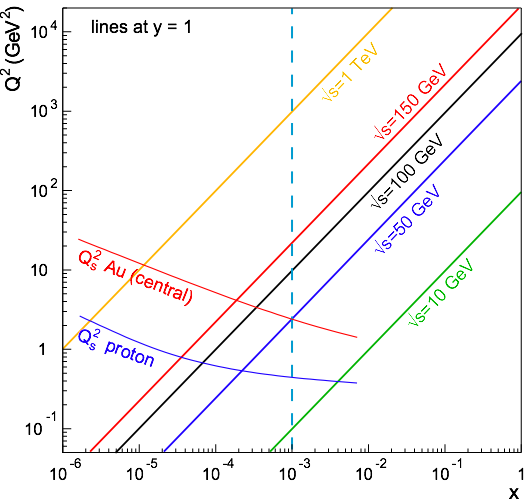 Q² (GeV²)
lines at y = 1
10⁴
10³
10²
10
1
10⁻¹
√s=1 TeV
√s=150 GeV
√s=100 GeV
√s=50 GeV
√s=10 GeV
Qₛ² Au (central)
Qₛ² proton
10⁻⁶ 10⁻⁵ 10⁻⁴ 10⁻³ 10⁻² 10⁻¹ 1
x